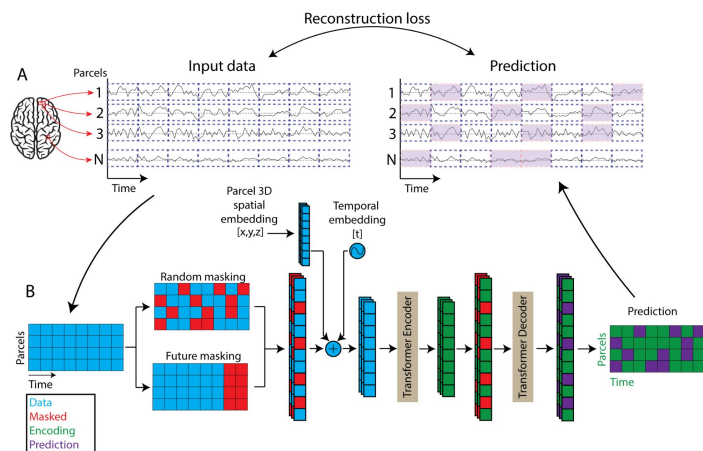 Reconstruction loss
A
Parcels
Input data
Prediction
1
2
3
N
Time
1
2
3
N
Time
Parcel 3D
spatial
embedding
[x,y,z]
Temporal
embedding
[t]
B
Random masking
Future masking
Parcels
Time
Data
Masked
Encoding
Prediction
+
Transformer Encoder
Transformer Decoder
Prediction
Parcels
Time